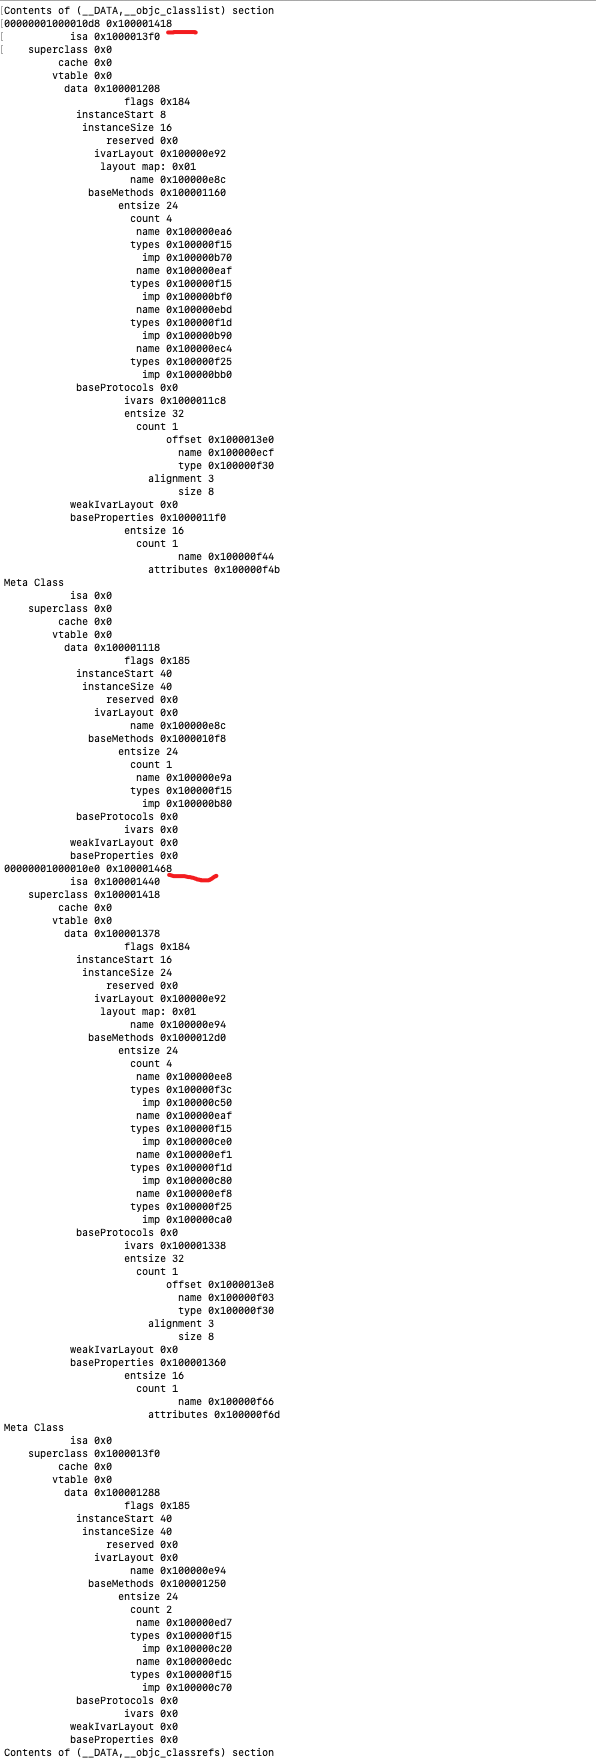 Contents of (__DATA,__objc_classlist) section
00000001000010d8 0x100001418
isa 0x1000013f0
superclass 0x0
cache 0x0
vtable 0x0
data 0x100001208
flags 0x184
instanceStart 8
instanceSize 16
reserved 0x0
ivarLayout 0x100000e92
layout map: 0x01
name 0x100000e8c
baseMethods 0x100001160
entsize 24
count 4
name 0x100000ea6
types 0x100000f15
imp 0x100000b70
name 0x100000eaf
types 0x100000f15
imp 0x100000bf0
name 0x100000ebd
types 0x100000f1d
imp 0x100000b90
name 0x100000ec4
types 0x100000f25
imp 0x100000bb0
baseProtocols 0x0
ivars 0x1000011c8
entsize 32
count 1
offset 0x1000013e0
name 0x100000ecf
type 0x100000f30
alignment 3
size 8
weakIvarLayout 0x0
baseProperties 0x1000011f0
entsize 16
count 1
name 0x100000f44
attributes 0x100000f4b
Meta Class
isa 0x0
superclass 0x0
cache 0x0
vtable 0x0
data 0x100001118
flags 0x185
instanceStart 40
instanceSize 40
reserved 0x0
ivarLayout 0x0
name 0x100000e8c
baseMethods 0x1000010f8
entsize 24
count 1
name 0x100000e9a
types 0x100000f15
imp 0x100000b80
baseProtocols 0x0
ivars 0x0
weakIvarLayout 0x0
baseProperties 0x0
00000001000010e0 0x100001468
isa 0x100001440
superclass 0x100001418
cache 0x0
vtable 0x0
data 0x100001378
flags 0x184
instanceStart 16
instanceSize 24
reserved 0x0
ivarLayout 0x100000e92
layout map: 0x01
name 0x100000e94
baseMethods 0x1000012d0
entsize 24
count 4
name 0x100000ee8
types 0x100000f3c
imp 0x100000c50
name 0x100000eaf
types 0x100000f15
imp 0x100000ce0
name 0x100000ef1
types 0x100000f1d
imp 0x100000c80
name 0x100000ef8
types 0x100000f25
imp 0x100000ca0
baseProtocols 0x0
ivars 0x100001338
entsize 32
count 1
offset 0x1000013e8
name 0x100000f03
type 0x100000f30
alignment 3
size 8
weakIvarLayout 0x0
baseProperties 0x100001360
entsize 16
count 1
name 0x100000f66
attributes 0x100000f6d
Meta Class
isa 0x0
superclass 0x1000013f0
cache 0x0
vtable 0x0
data 0x100001288
flags 0x185
instanceStart 40
instanceSize 40
reserved 0x0
ivarLayout 0x0
name 0x100000e94
baseMethods 0x100001250
entsize 24
count 2
name 0x100000ed7
types 0x100000f15
imp 0x100000c20
name 0x100000edc
types 0x100000f15
imp 0x100000c70
baseProtocols 0x0
ivars 0x0
weakIvarLayout 0x0
baseProperties 0x0
Contents of (__DATA,__objc_classrefs) section